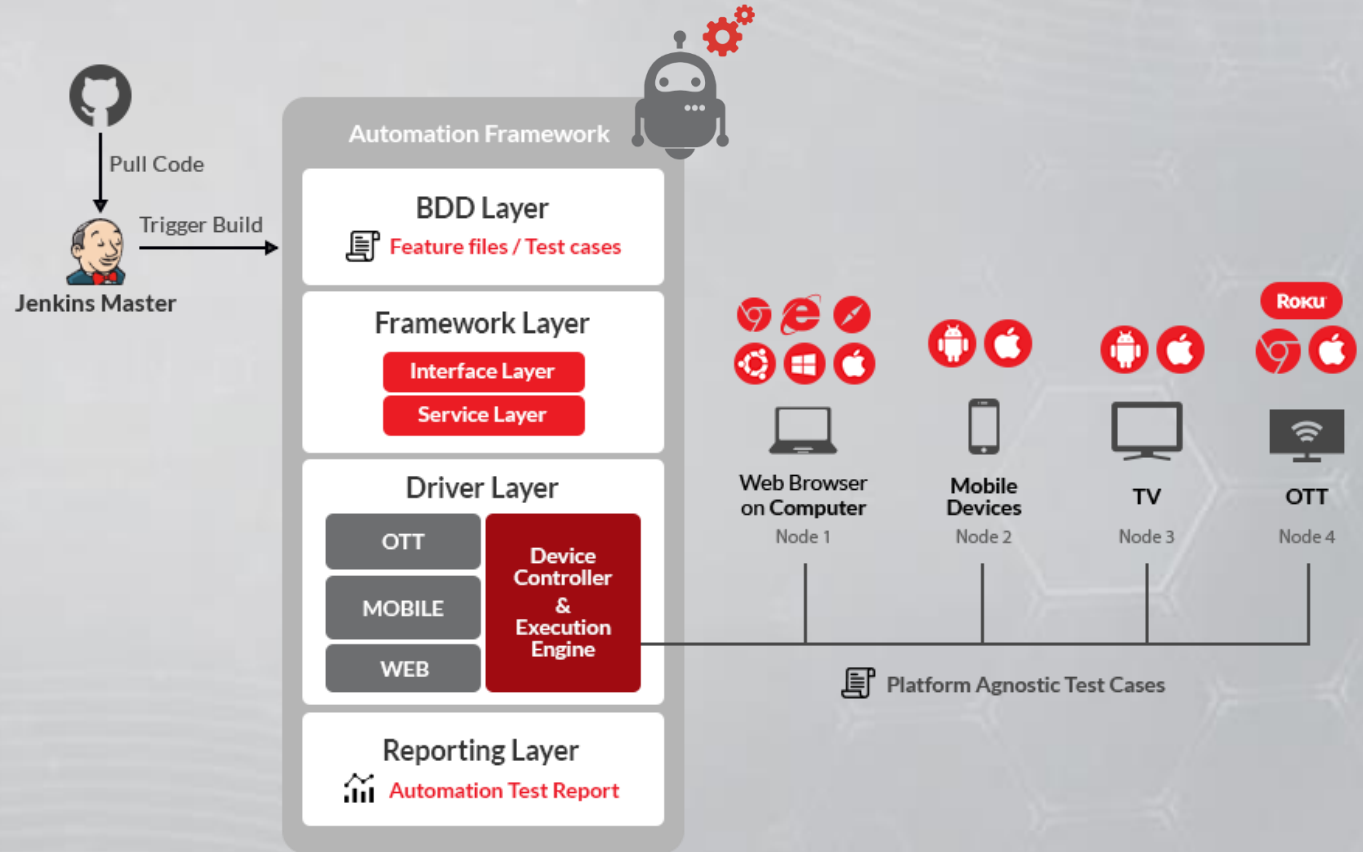 Pull Code
Trigger Build
Jenkins Master
Automation Framework
BDD Layer
Feature files / Test cases
Framework Layer
Interface Layer
Service Layer
Driver Layer
OTT
MOBILE
WEB
Device
Controller
&
Execution
Engine
Reporting Layer
Automation Test Report
Web Browser
on Computer
Node 1
Mobile
Devices
Node 2
TV
Node 3
ROKU
OTT
Node 4
Platform Agnostic Test Cases